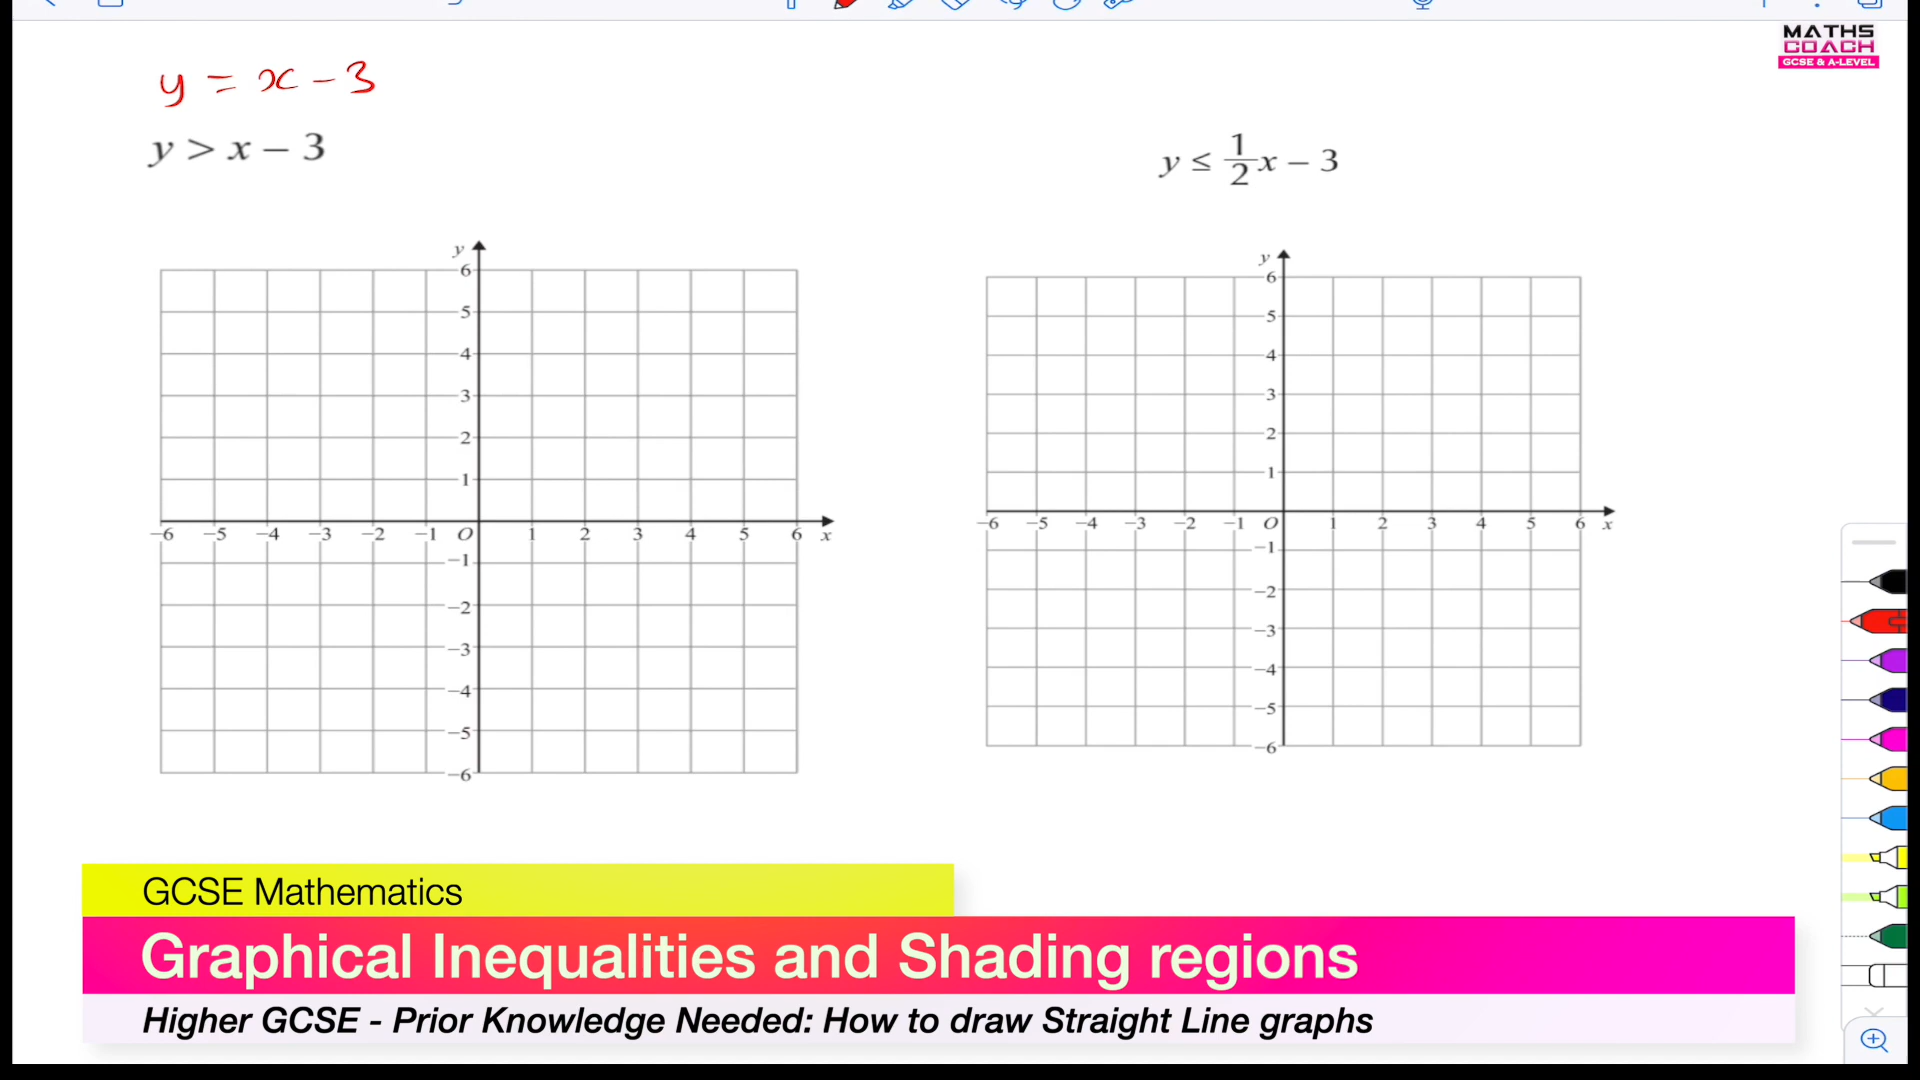 MATHS
COACH
GCSE & A-LEVEL
y = x - 3
y > x − 3
y ≤ 1/2 x − 3
y
6
5
4
3
2
1
−6 −5 −4 −3 −2 −1 O 1 2 3 4 5 6 x
−1
−2
−3
−4
−5
−6
y
6
5
4
3
2
1
−6 −5 −4 −3 −2 −1 O 1 2 3 4 5 6 x
−1
−2
−3
−4
−5
−6
GCSE Mathematics
Graphical Inequalities and Shading regions
Higher GCSE - Prior Knowledge Needed: How to draw Straight Line graphs